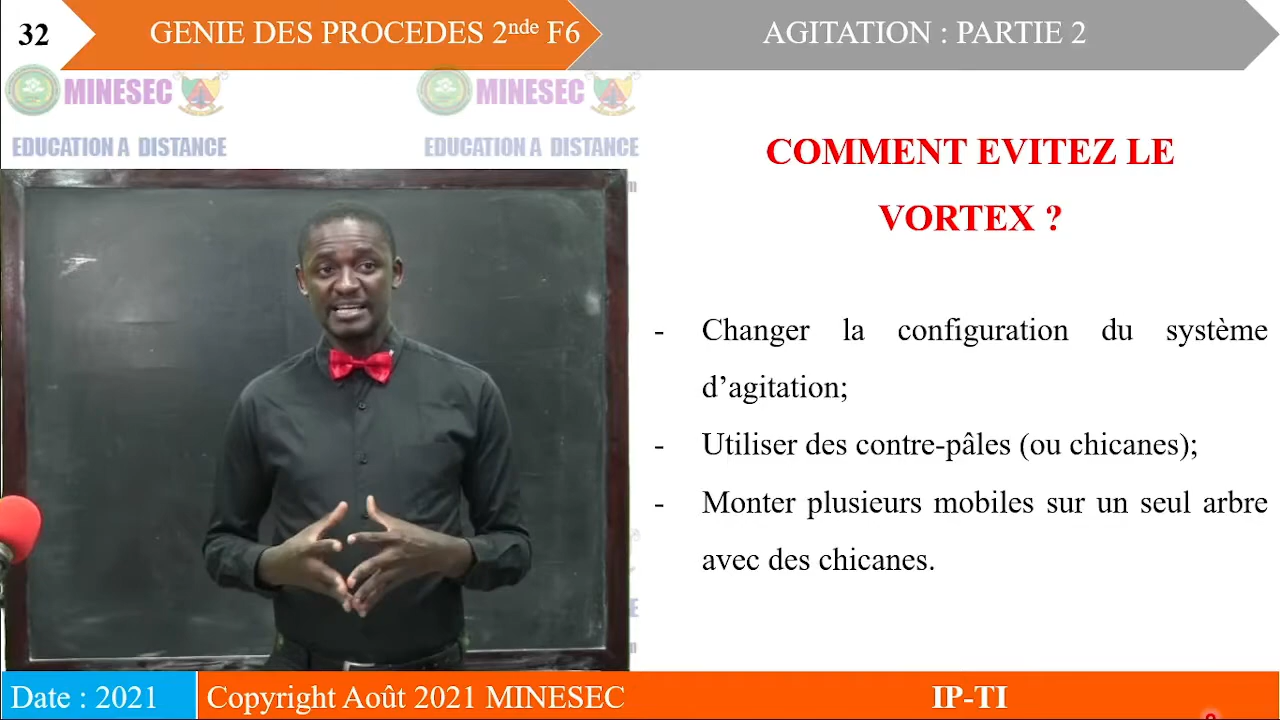 32
GENIE DES PROCEDES 2nde F6
AGITATION : PARTIE 2
MINESEC
EDUCATION A DISTANCE
MINESEC
EDUCATION A DISTANCE
COMMENT EVITEZ LE
VORTEX ?
- Changer la configuration du système
d’agitation;
- Utiliser des contre-pâles (ou chicanes);
- Monter plusieurs mobiles sur un seul arbre
avec des chicanes.
Date : 2021
Copyright Août 2021 MINESEC
IP-TI